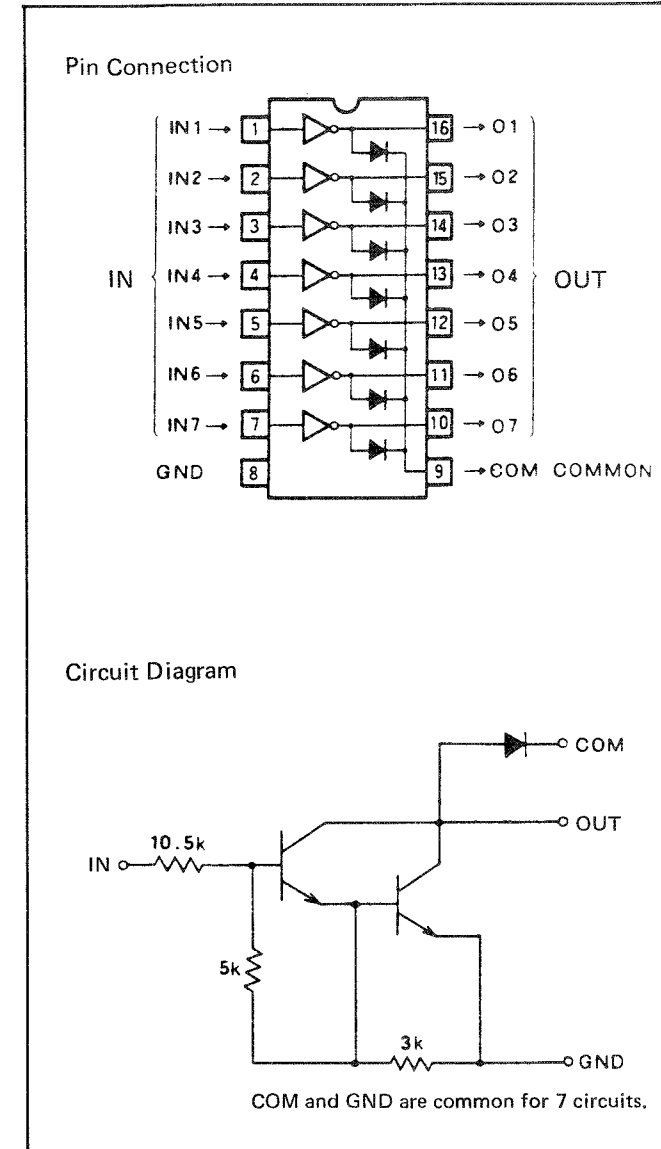 Pin Connection
IN1→ 1 16 →O1
IN2→ 2 15 →O2
IN3→ 3 14 →O3
IN4→ 4 13 →O4
IN OUT
IN5→ 5 12 →O5
IN6→ 6 11 →O6
IN7→ 7 10 →O7
GND 8 9 →COM COMMON
Circuit Diagram
COM
OUT
10.5k
IN
5k
3k
GND
COM and GND are common for 7 circuits.